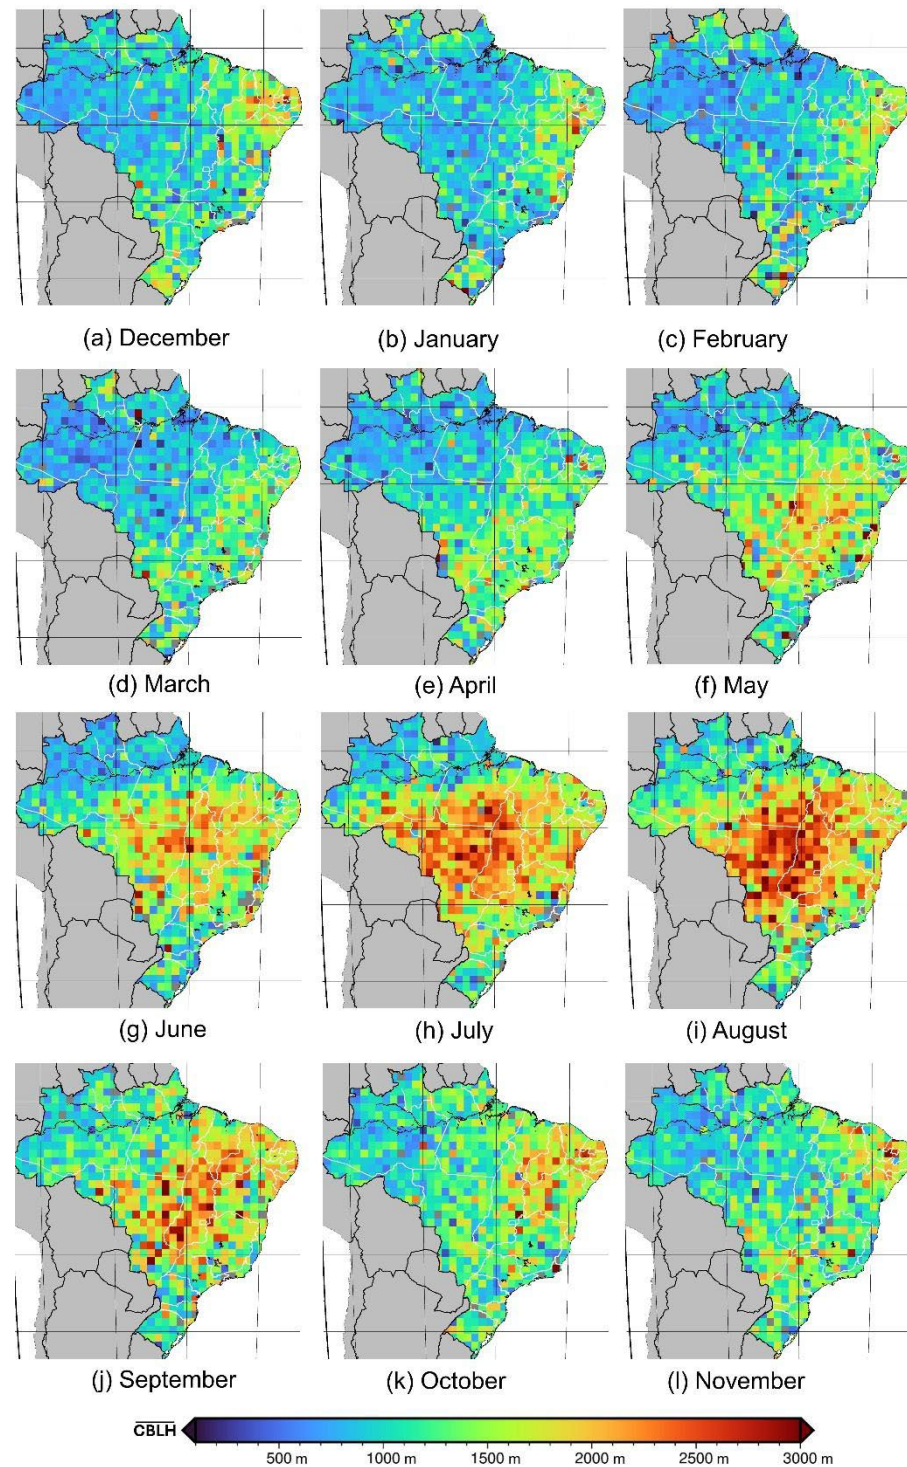 (a) December
(b) January
(c) February
(d) March
(e) April
(f) May
(g) June
(h) July
(i) August
(j) September
(k) October
(l) November
CBLH
500 m
1000 m
1500 m
2000 m
2500 m
3000 m